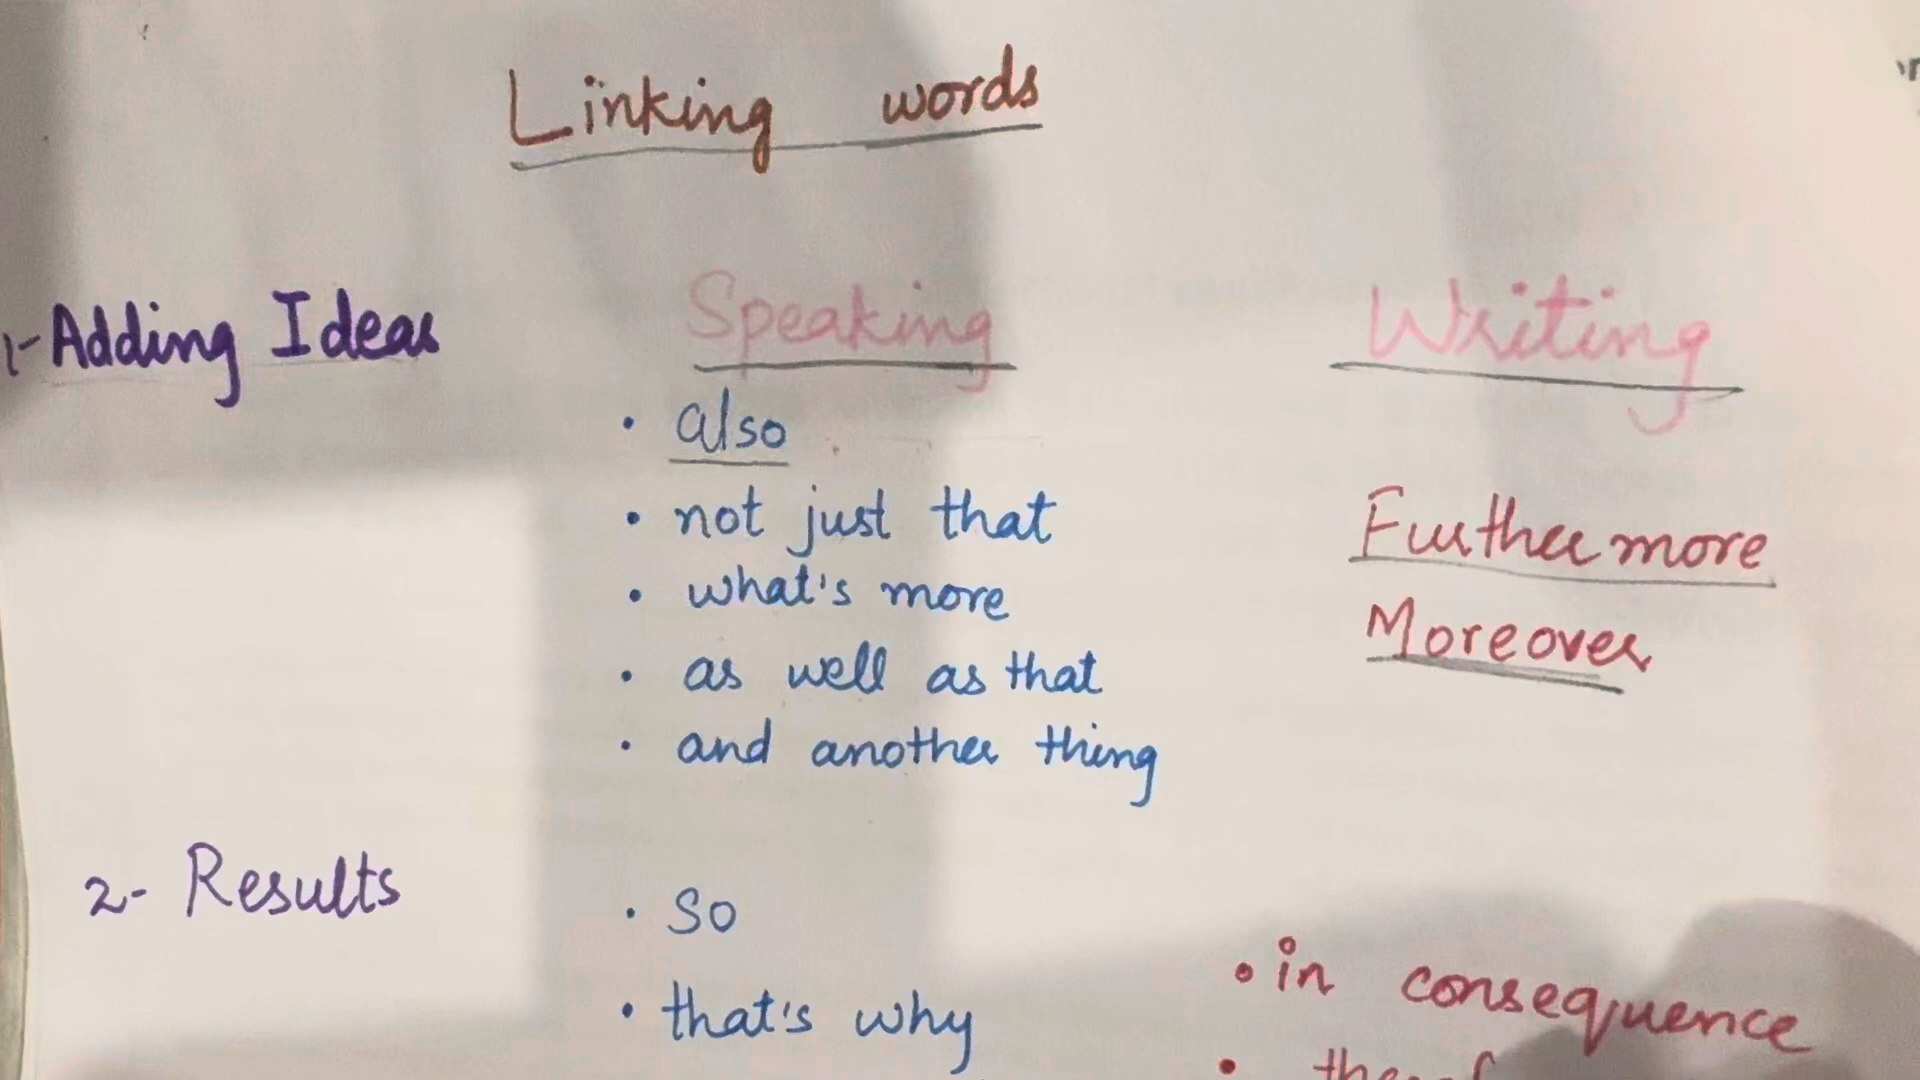 Linking words
1- Adding Ideas Speaking Writing
• also
• not just that Furthermore
• what's more Moreover
• as well as that
• and another thing
2- Results • so
• in consequence
• that's why